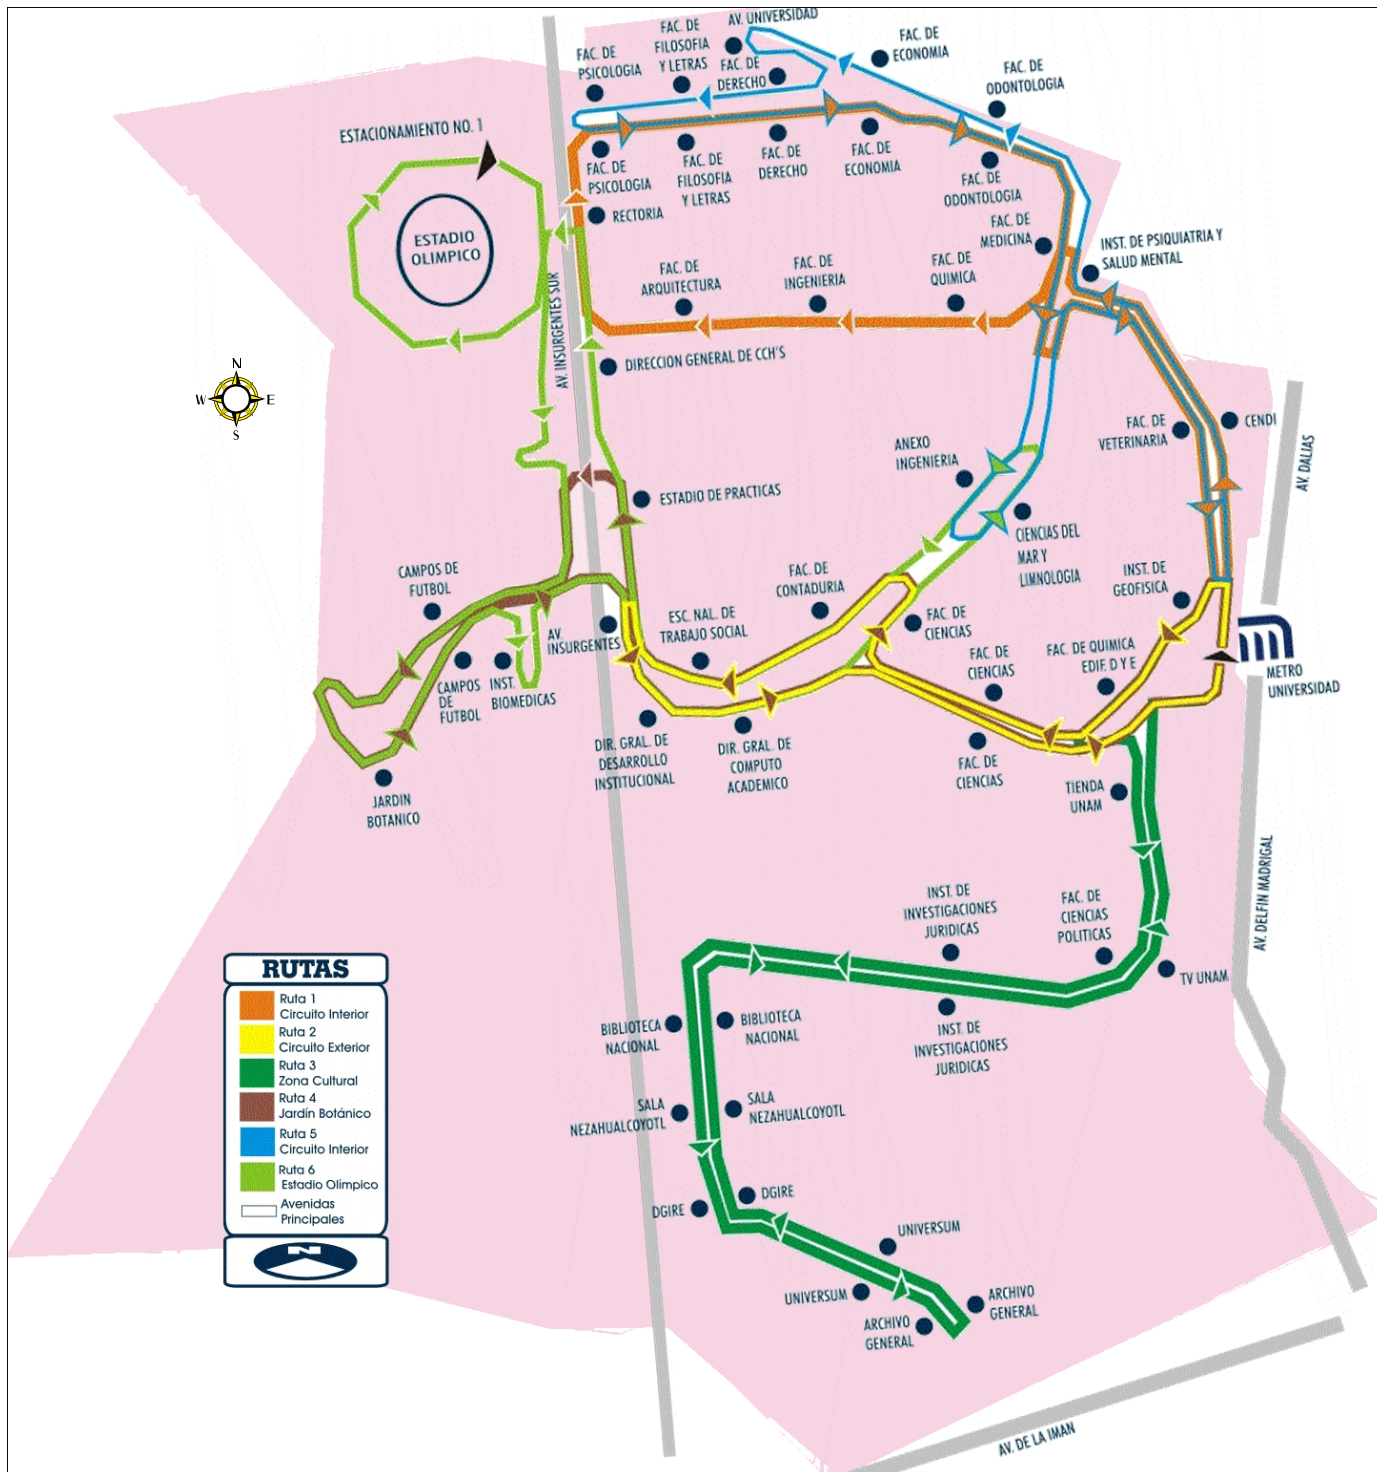 AV. UNIVERSIDAD
FAC. DE
FILOSOFIA
Y LETRAS
FAC. DE
PSICOLOGIA
FAC. DE
DERECHO
FAC. DE
ECONOMIA
FAC. DE
ODONTOLOGIA
ESTACIONAMIENTO NO. 1
FAC. DE
PSICOLOGIA
FAC. DE
FILOSOFIA
Y LETRAS
FAC. DE
DERECHO
FAC. DE
ECONOMIA
FAC. DE
ODONTOLOGIA
RECTORIA
FAC. DE
MEDICINA
INST. DE PSIQUIATRIA Y
SALUD MENTAL
ESTADIO
OLIMPICO
FAC. DE
ARQUITECTURA
FAC. DE
INGENIERIA
FAC. DE
QUIMICA
AV. INSURGENTES SUR
DIRECCION GENERAL DE CCH'S
N
W
E
S
FAC. DE
VETERINARIA
CENDI
AV. DALIAS
ANEXO
INGENIERIA
ESTADIO DE PRACTICAS
CIENCIAS DEL
MAR Y
LIMNOLOGIA
CAMPOS DE
FUTBOL
FAC. DE
CONTADURIA
INST. DE
GEOFISICA
ESC. NAL. DE
TRABAJO SOCIAL
AV.
INSURGENTES
FAC. DE
CIENCIAS
FAC. DE
CIENCIAS
FAC. DE QUIMICA
EDIF. D Y E
METRO
UNIVERSIDAD
CAMPOS
DE
FUTBOL
INST.
BIOMEDICAS
DIR. GRAL. DE
DESARROLLO
INSTITUCIONAL
DIR. GRAL. DE
COMPUTO
ACADEMICO
FAC. DE
CIENCIAS
TIENDA
UNAM
JARDIN
BOTANICO
AV. DELFIN MADRIGAL
INST. DE
INVESTIGACIONES
JURIDICAS
FAC. DE
CIENCIAS
POLITICAS
TV UNAM
BIBLIOTECA
NACIONAL
BIBLIOTECA
NACIONAL
INST. DE
INVESTIGACIONES
JURIDICAS
SALA
NEZAHUALCOYOTL
SALA
NEZAHUALCOYOTL
DGIRE
DGIRE
UNIVERSUM
UNIVERSUM
ARCHIVO
GENERAL
ARCHIVO
GENERAL
AV. DE LA IMAN
RUTAS
Ruta 1
Circuito Interior
Ruta 2
Circuito Exterior
Ruta 3
Zona Cultural
Ruta 4
Jardín Botánico
Ruta 5
Circuito Interior
Ruta 6
Estadio Olímpico
Avenidas
Principales
N